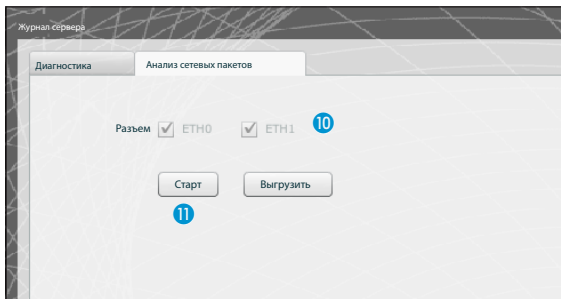 Журнал сервера
Диагностика Анализ сетевых пакетов
Разъем ETH0 ETH1 10
Старт Выгрузить
11